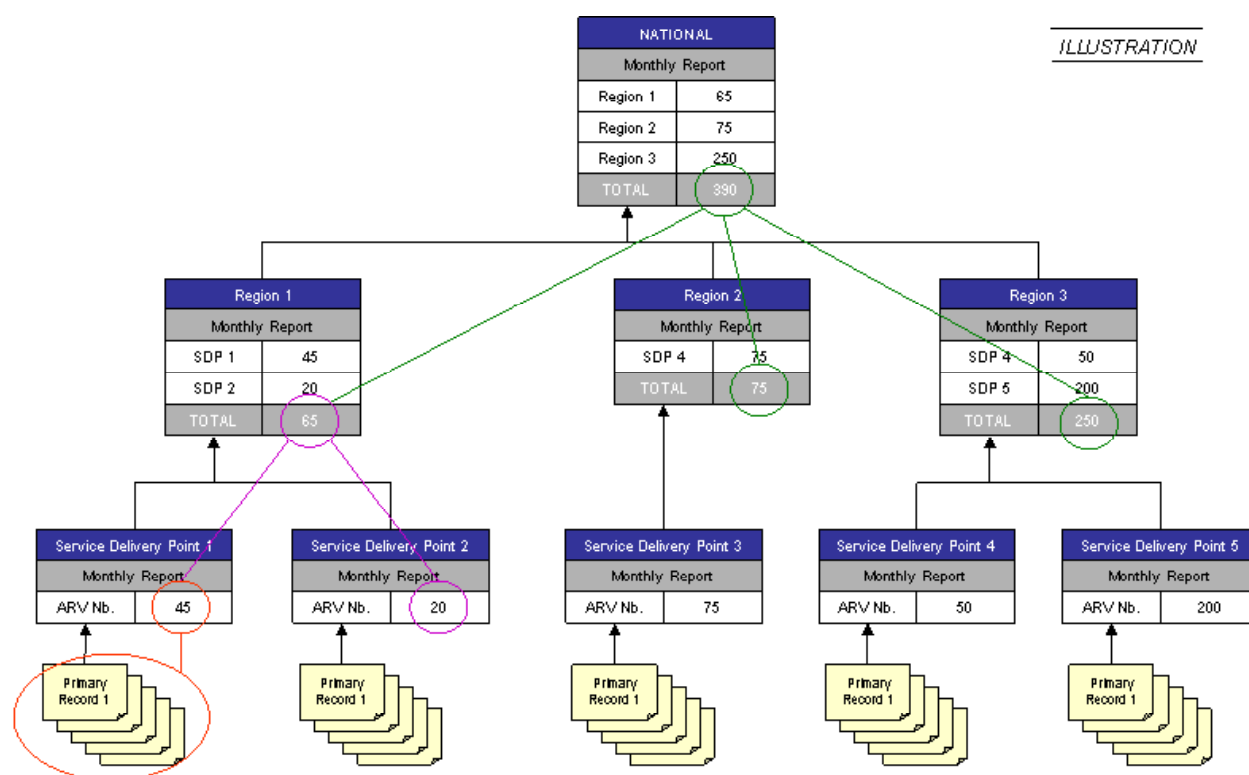 NATIONAL
ILLUSTRATION
Monthly Report
Region 1 65
Region 2 75
Region 3 250
TOTAL 390
Region 1
Monthly Report
SDP 1 45
SDP 2 20
TOTAL 65
Region 2
Monthly Report
SDP 4 75
TOTAL 75
Region 3
Monthly Report
SDP 4 50
SDP 5 200
TOTAL 250
Service Delivery Point 1
Monthly Report
ARV Nb. 45
Primary
Record 1
Service Delivery Point 2
Monthly Report
ARV Nb. 20
Primary
Record 1
Service Delivery Point 3
Monthly Report
ARV Nb. 75
Primary
Record 1
Service Delivery Point 4
Monthly Report
ARV Nb. 50
Primary
Record 1
Service Delivery Point 5
Monthly Report
ARV Nb. 200
Primary
Record 1